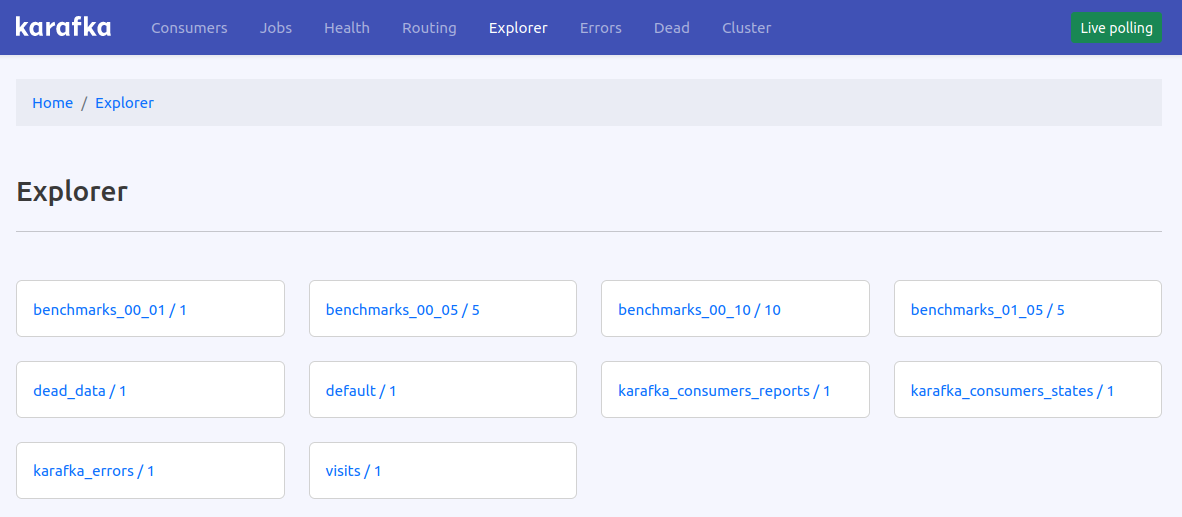 karafka Consumers Jobs Health Routing Explorer Errors Dead Cluster Live polling
Home / Explorer
Explorer
benchmarks_00_01 / 1 benchmarks_00_05 / 5 benchmarks_00_10 / 10 benchmarks_01_05 / 5
dead_data / 1 default / 1 karafka_consumers_reports / 1 karafka_consumers_states / 1
karafka_errors / 1 visits / 1